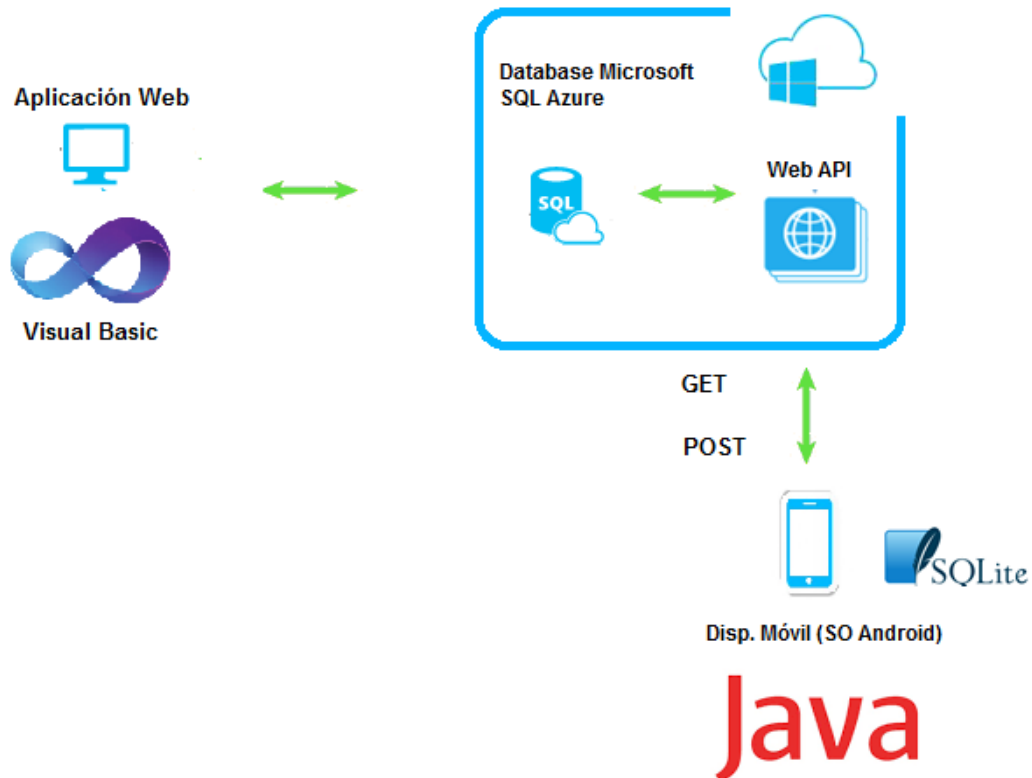 Aplicación Web
Visual Basic
Database Microsoft
SQL Azure
SQL
Web API
GET
POST
SQLite
Disp. Móvil (SO Android)
Java